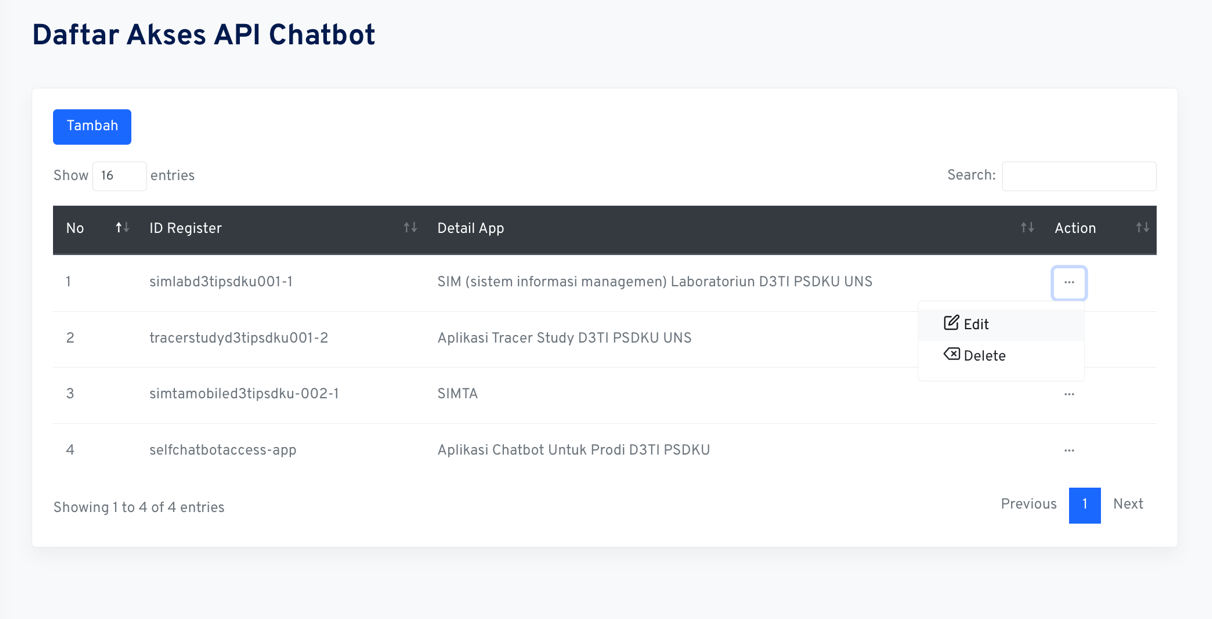 Daftar Akses API Chatbot
Tambah
Show 16 entries
Search:
No ID Register Detail App Action
1 simlabd3tipsdku001-1 SIM (sistem informasi managemen) Laboratoriun D3TI PSDKU UNS ...
Edit
2 tracerstudyd3tipsdku001-2 Aplikasi Tracer Study D3TI PSDKU UNS
Delete
3 simtamobiled3tipsdku-002-1 SIMTA ...
4 selfchatbotaccess-app Aplikasi Chatbot Untuk Prodi D3TI PSDKU ...
Showing 1 to 4 of 4 entries
Previous 1 Next